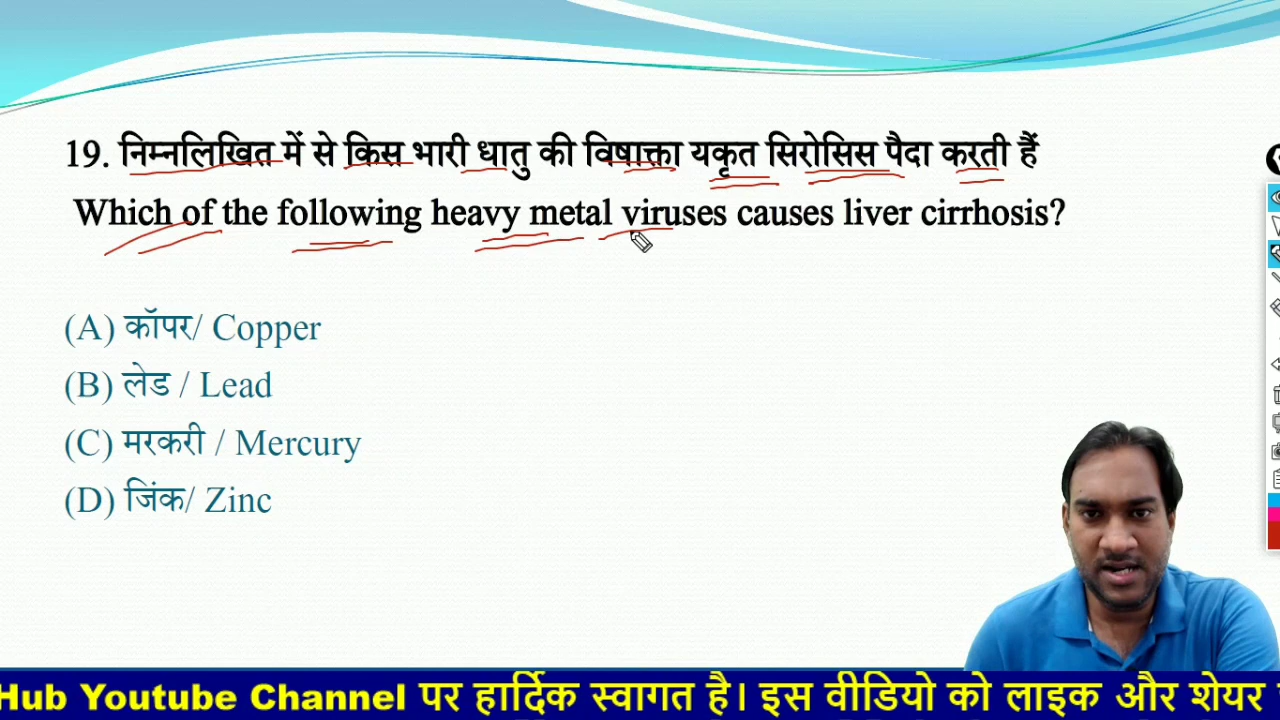 19. निम्नलिखित में से किस भारी धातु की विषाक्ता यकृत सिरोसिस पैदा करती हैं
Which of the following heavy metal viruses causes liver cirrhosis?
(A) कॉपर/ Copper
(B) लेड / Lead
(C) मरकरी / Mercury
(D) जिंक/ Zinc
Hub Youtube Channel पर हार्दिक स्वागत है। इस वीडियो को लाइक और शेयर